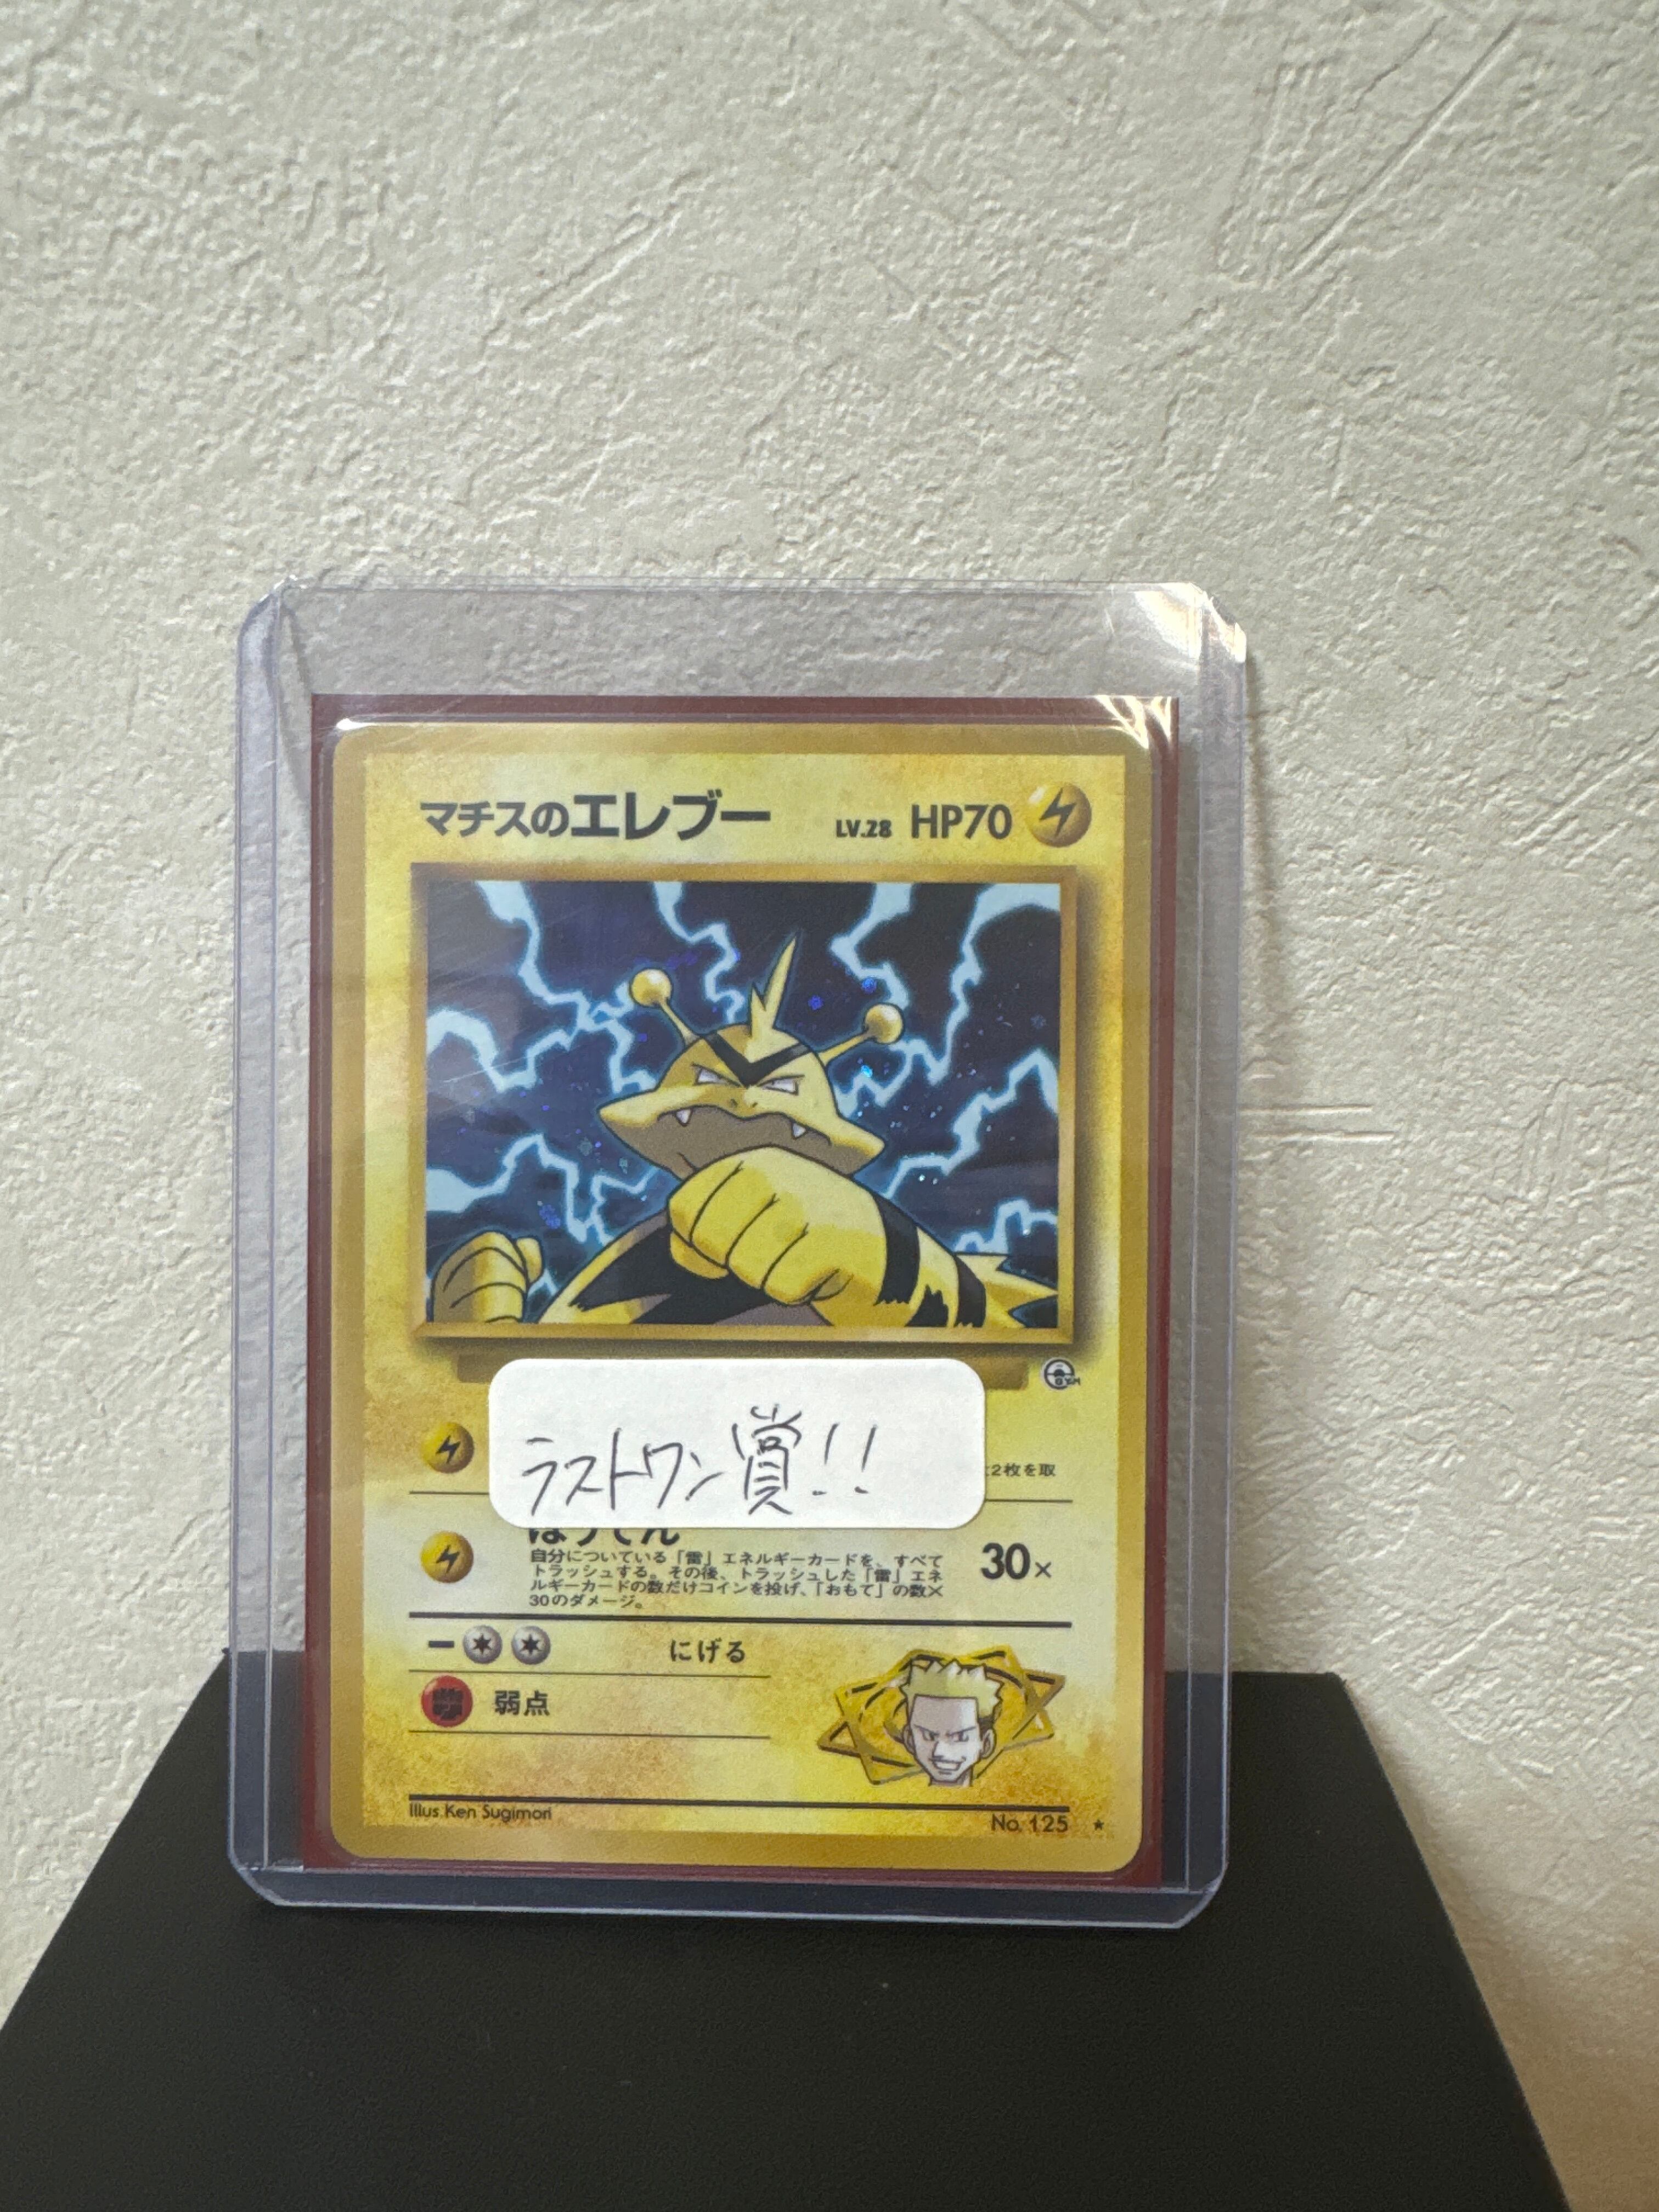 マチスのエレブー LV.28 HP70
GYM
ラストワン賞!!
2枚を取
ほうでん
自分についている「雷」エネルギーカードを、すべて
トラッシュする。その後、トラッシュした「雷」エネ
ルギーカードの数だけコインを投げ、「おもて」の数×
30のダメージ。
30×
にげる
弱点
Illus.Ken Sugimori No. 125 ★